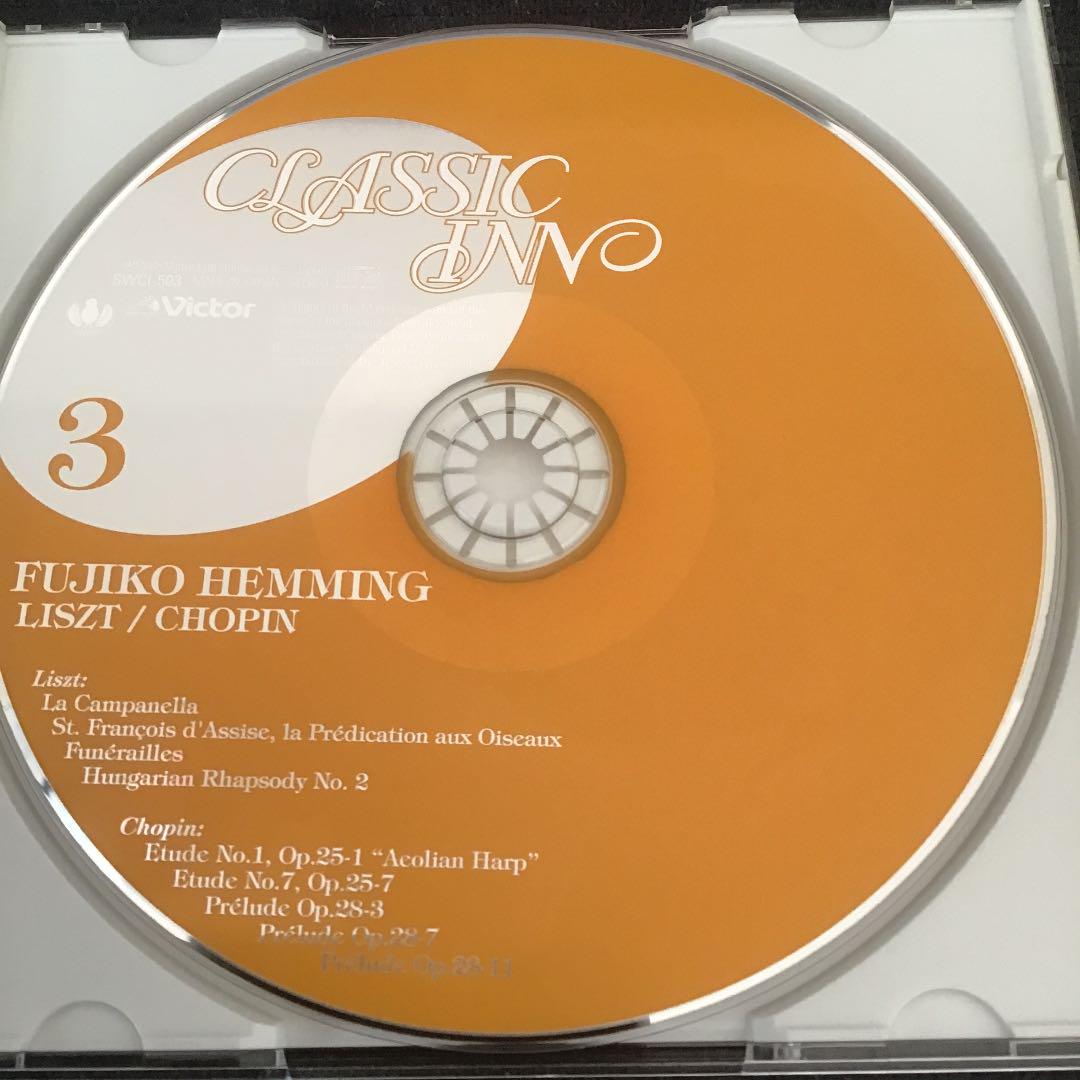 CLASSIC
INN
SWCI 503
Victor
3
FUJIKO HEMMING
LISZT / CHOPIN
Liszt:
La Campanella
St. François d'Assise, la Prédication aux Oiseaux
Funérailles
Hungarian Rhapsody No. 2
Chopin:
Etude No.1, Op.25-1 “Aeolian Harp”
Etude No.7, Op.25-7
Prélude Op.28-3
Prélude Op.28-7
Prélude Op.28-11